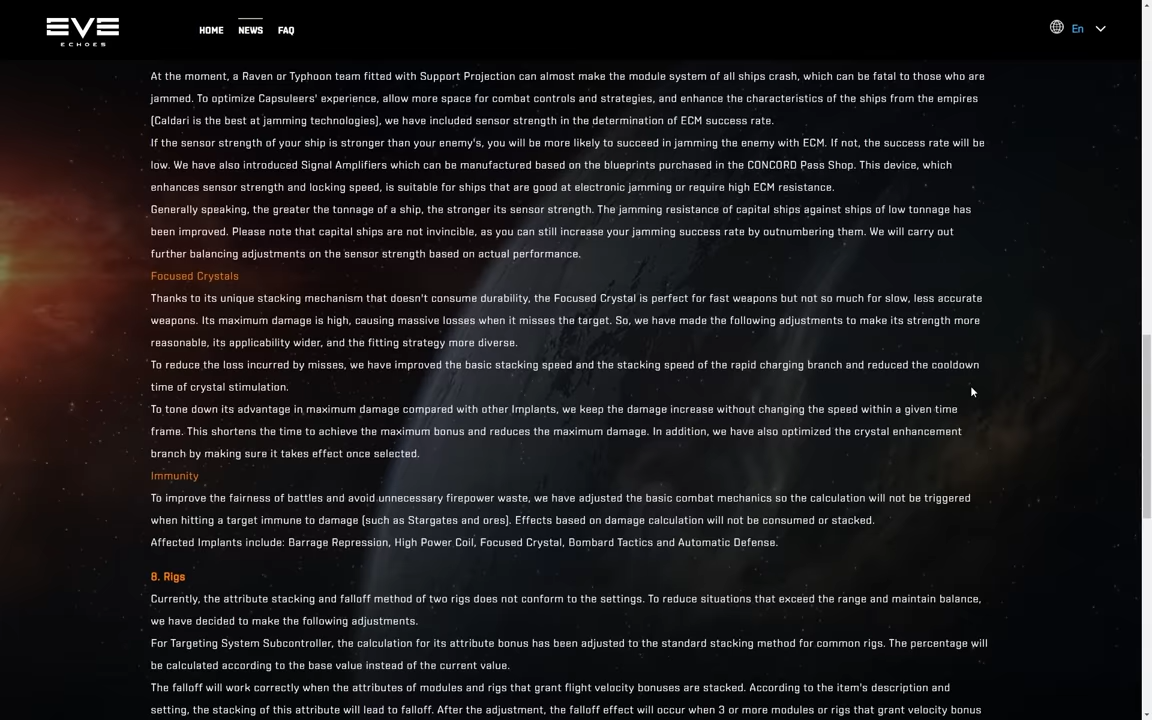 EVE
ECHOES
HOME NEWS FAQ
En
At the moment, a Raven or Typhoon team fitted with Support Projection can almost make the module system of all ships crash, which can be fatal to those who are
jammed. To optimize Capsuleers' experience, allow more space for combat controls and strategies, and enhance the characteristics of the ships from the empires
(Caldari is the best at jamming technologies), we have included sensor strength in the determination of ECM success rate.
If the sensor strength of your ship is stronger than your enemy's, you will be more likely to succeed in jamming the enemy with ECM. If not, the success rate will be
low. We have also introduced Signal Amplifiers which can be manufactured based on the blueprints purchased in the CONCORD Pass Shop. This device, which
enhances sensor strength and locking speed, is suitable for ships that are good at electronic jamming or require high ECM resistance.
Generally speaking, the greater the tonnage of a ship, the stronger its sensor strength. The jamming resistance of capital ships against ships of low tonnage has
been improved. Please note that capital ships are not invincible, as you can still increase your jamming success rate by outnumbering them. We will carry out
further balancing adjustments on the sensor strength based on actual performance.
Focused Crystals
Thanks to its unique stacking mechanism that doesn't consume durability, the Focused Crystal is perfect for fast weapons but not so much for slow, less accurate
weapons. Its maximum damage is high, causing massive losses when it misses the target. So, we have made the following adjustments to make its strength more
reasonable, its applicability wider, and the fitting strategy more diverse.
To reduce the loss incurred by misses, we have improved the basic stacking speed and the stacking speed of the rapid charging branch and reduced the cooldown
time of crystal stimulation.
To tone down its advantage in maximum damage compared with other Implants, we keep the damage increase without changing the speed within a given time
frame. This shortens the time to achieve the maximum bonus and reduces the maximum damage. In addition, we have also optimized the crystal enhancement
branch by making sure it takes effect once selected.
Immunity
To improve the fairness of battles and avoid unnecessary firepower waste, we have adjusted the basic combat mechanics so the calculation will not be triggered
when hitting a target immune to damage (such as Stargates and ores). Effects based on damage calculation will not be consumed or stacked.
Affected Implants include: Barrage Repression, High Power Coil, Focused Crystal, Bombard Tactics and Automatic Defense.
8. Rigs
Currently, the attribute stacking and falloff method of two rigs does not conform to the settings. To reduce situations that exceed the range and maintain balance,
we have decided to make the following adjustments.
For Targeting System Subcontroller, the calculation for its attribute bonus has been adjusted to the standard stacking method for common rigs. The percentage will
be calculated according to the base value instead of the current value.
The falloff will work correctly when the attributes of modules and rigs that grant flight velocity bonuses are stacked. According to the item's description and
setting, the stacking of this attribute will lead to falloff. After the adjustment, the falloff effect will occur when 3 or more modules or rigs that grant velocity bonus